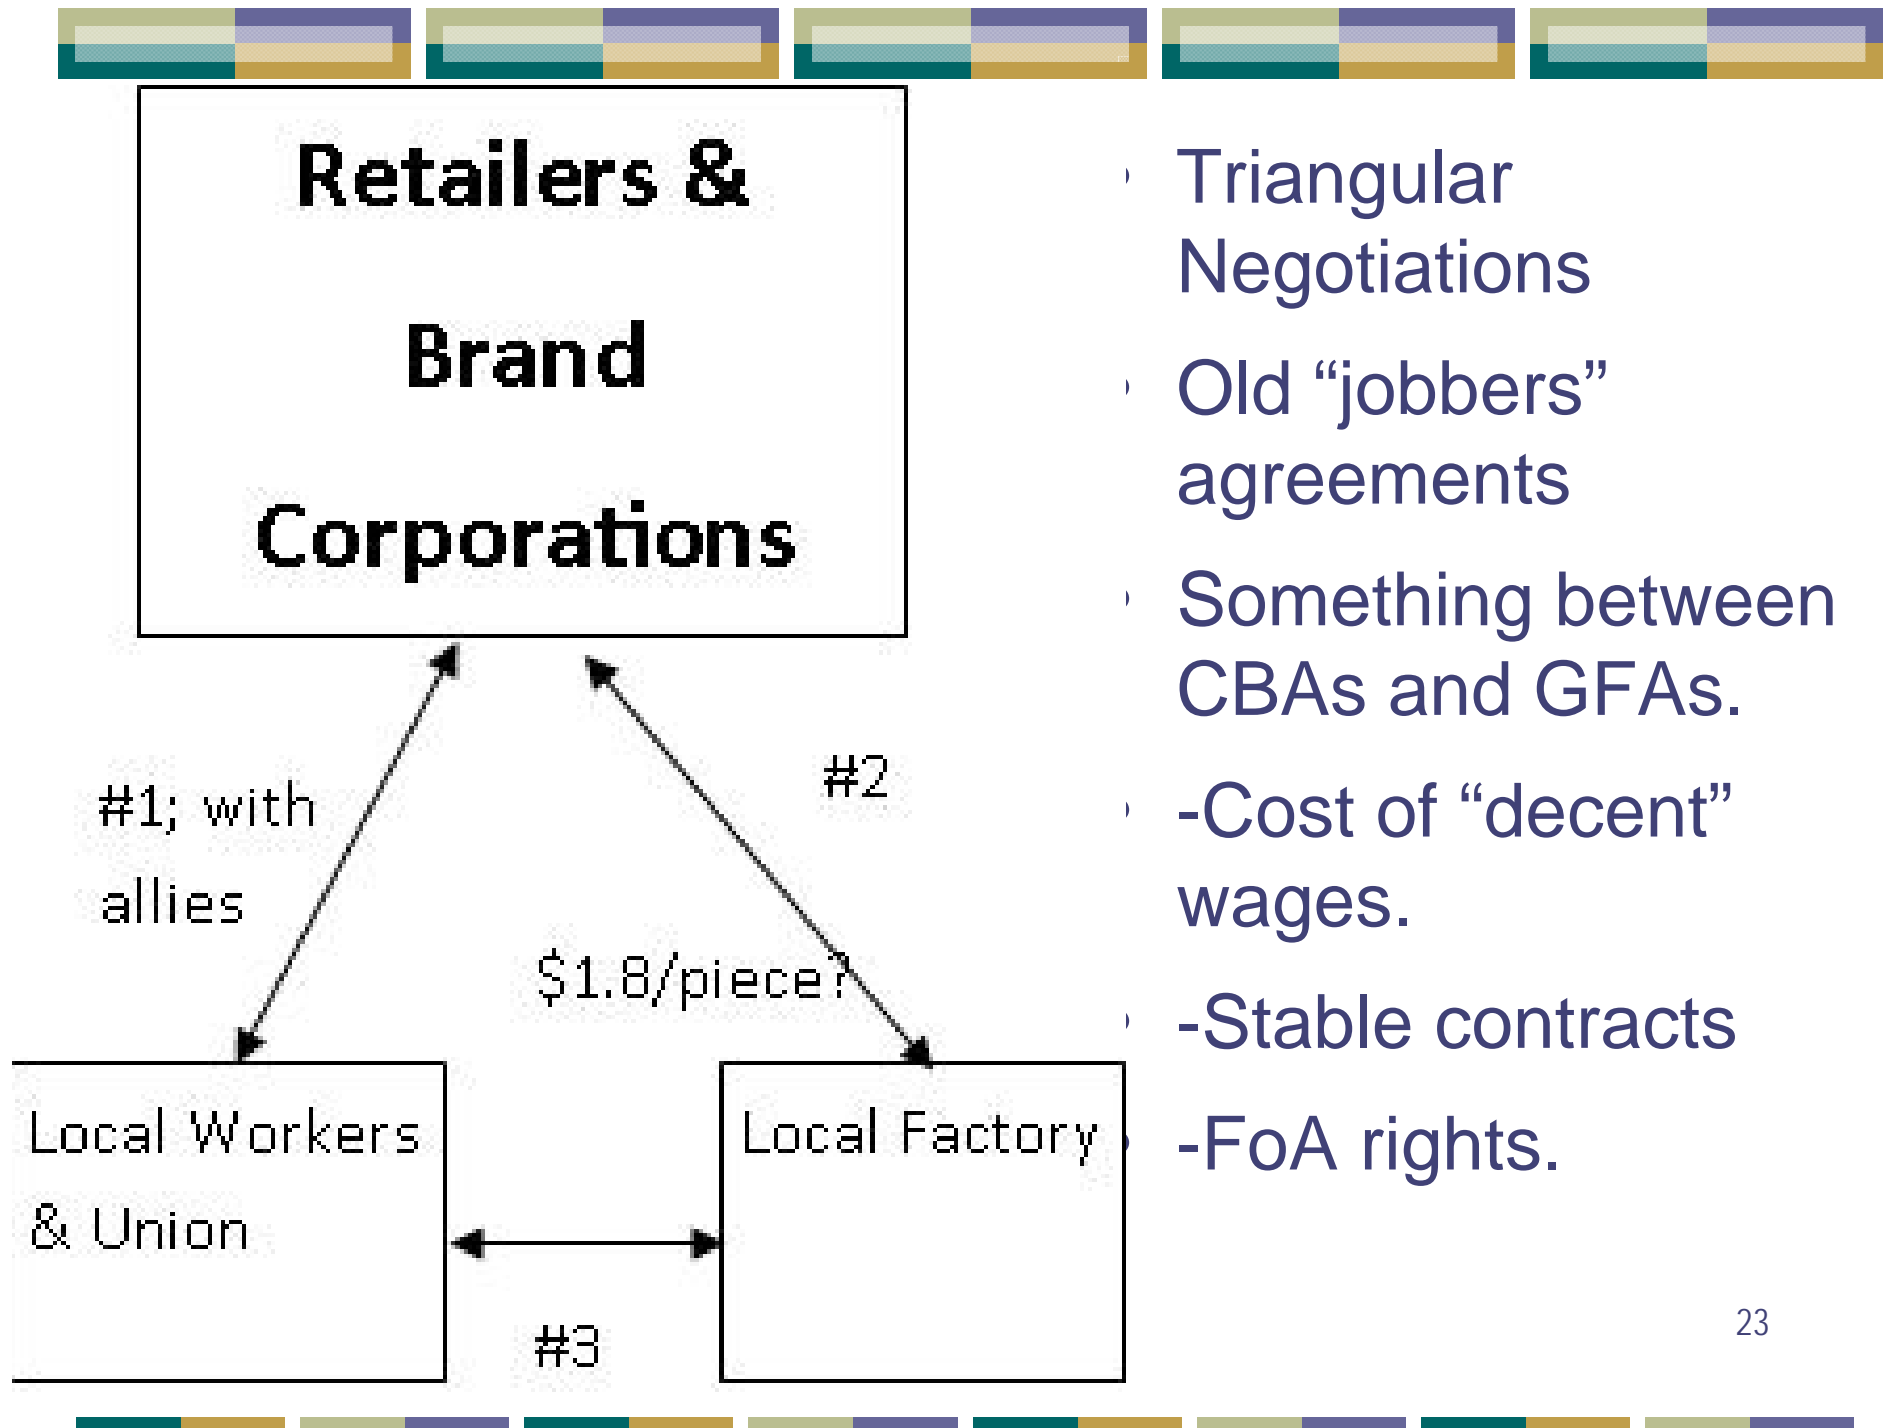 Retailers &
Brand
Corporations
#1; with
allies
#2
$1.8/piece?
Local Workers
& Union
Local Factory
#3
• Triangular
Negotiations
• Old “jobbers”
agreements
• Something between
CBAs and GFAs.
• -Cost of “decent”
wages.
• -Stable contracts
• -FoA rights.
23